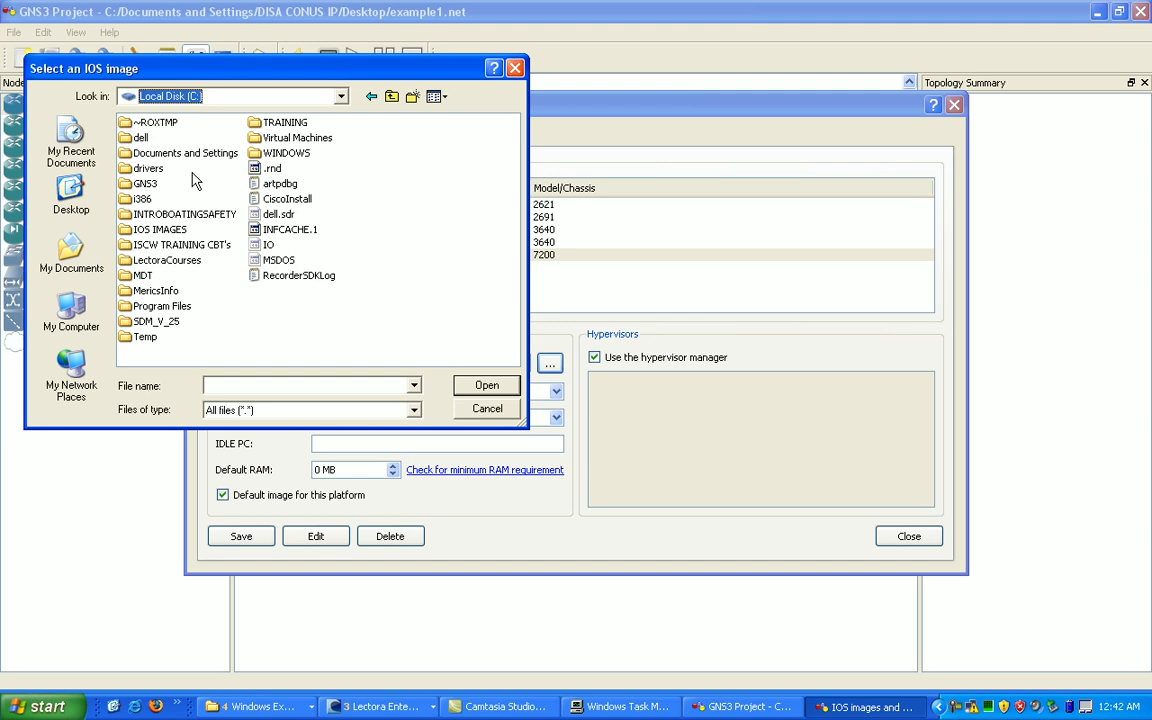 GNS3 Project - C:/Documents and Settings/DISA CONUS IP/Desktop/example1.net
File Edit View Help
Select an IOS image
Node
Topology Summary
Look in: Local Disk (C:)
My Recent Documents
Desktop
My Documents
My Computer
My Network Places
~ROXTMP
dell
Documents and Settings
drivers
GNS3
i386
INTROBOATINGSAFETY
IOS IMAGES
ISCW TRAINING CBT's
LectoraCourses
MDT
MericsInfo
Program Files
SDM_V_25
Temp
TRAINING
Virtual Machines
WINDOWS
.rnd
artpdbg
CiscoInstall
dell.sdr
INFCACHE.1
IO
MSDOS
RecorderSDKLog
File name:
Open
Files of type: All files (*.*)
Cancel
Model/Chassis
2621
2691
3640
3640
7200
Hypervisors
...
Use the hypervisor manager
IDLE PC:
Default RAM: 0 MB Check for minimum RAM requirement
Default image for this platform
Save Edit Delete Close
start
4 Windows Ex...
3 Lectora Ente...
Camtasia Studio...
Windows Task M...
GNS3 Project - C...
IOS images and ...
12:42 AM